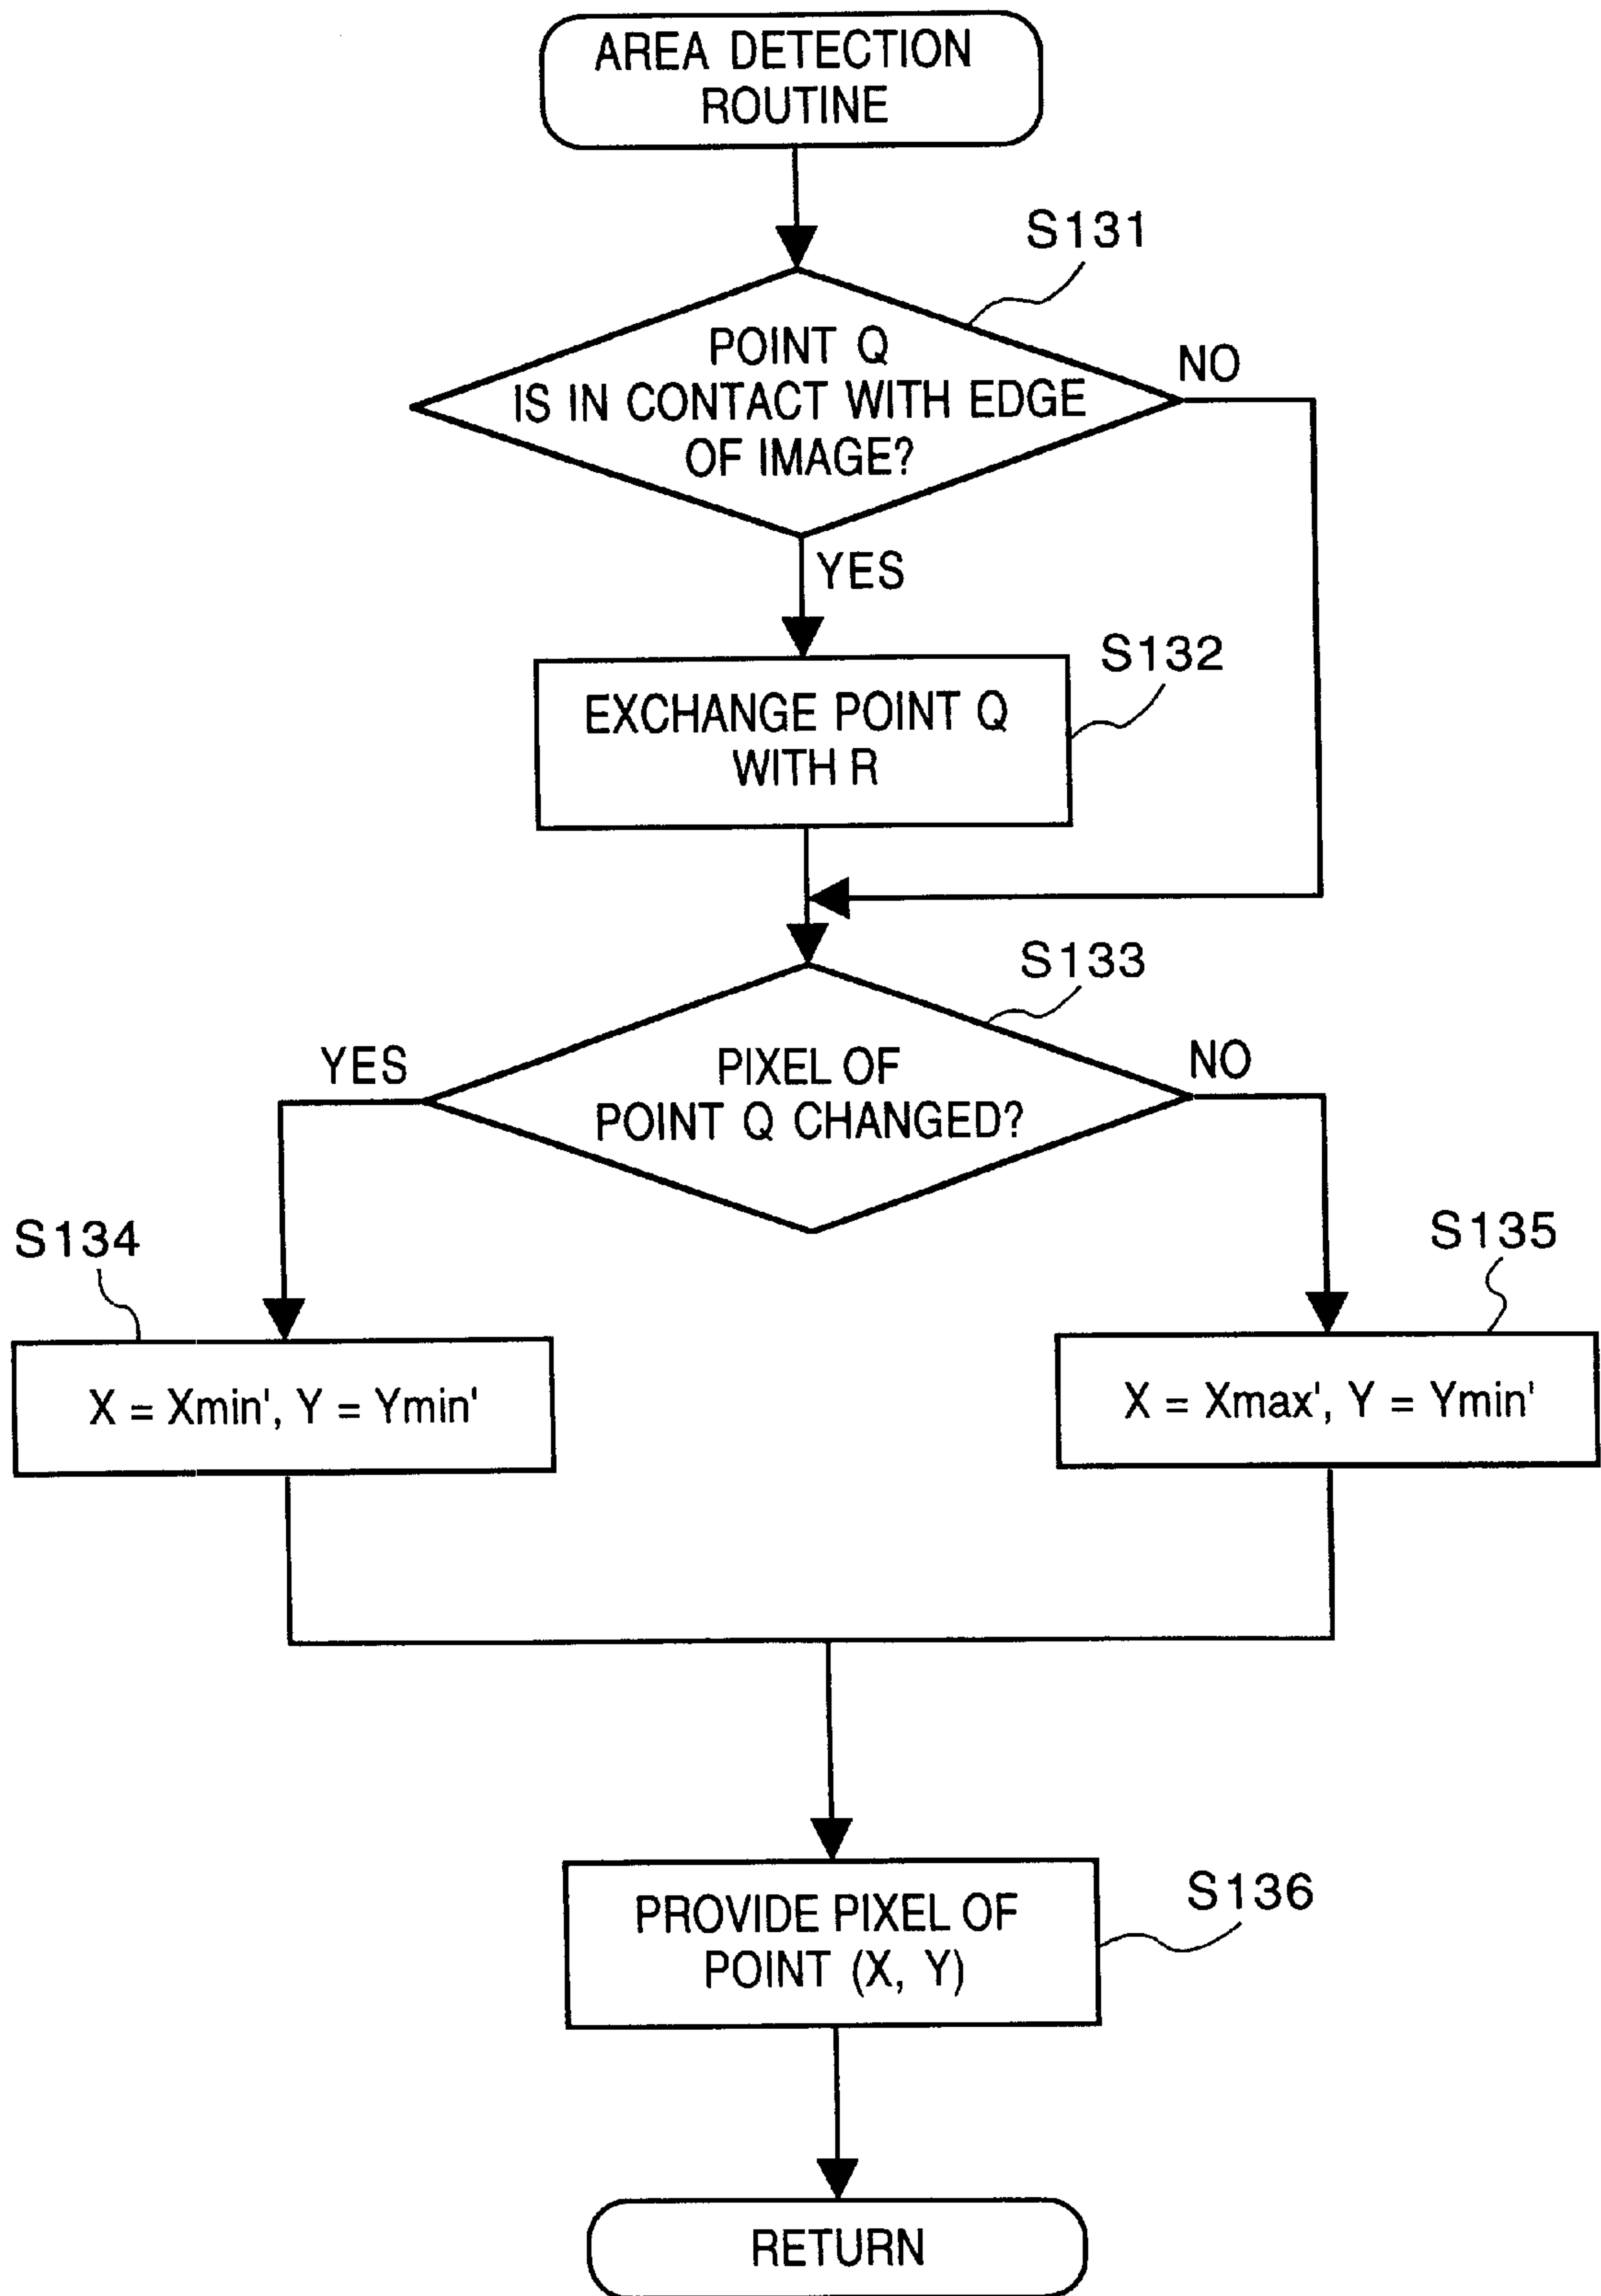 AREA DETECTION
ROUTINE
S131
POINT Q
IS IN CONTACT WITH EDGE
OF IMAGE?
NO
YES
S132
EXCHANGE POINT Q
WITH R
S133
PIXEL OF
POINT Q CHANGED?
YES
NO
S134
S135
X = Xmin', Y = Ymin'
X = Xmax', Y = Ymin'
S136
PROVIDE PIXEL OF
POINT (X, Y)
RETURN